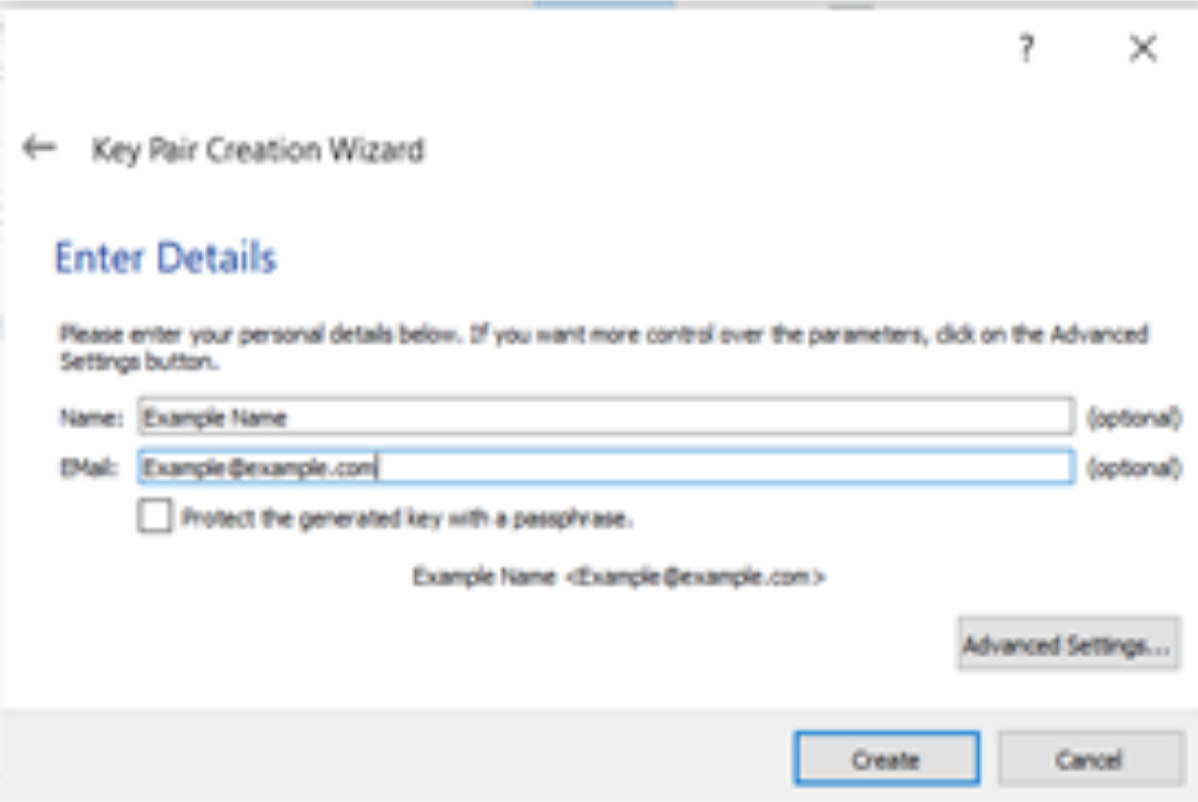 ?
Key Pair Creation Wizard
Enter Details
Please enter your personal details below. If you want more control over the parameters, click on the Advanced
Settings button.
Name: Example Name (optional)
EMail: Example@example.com (optional)
Protect the generated key with a passphrase.
Example Name <Example@example.com>
Advanced Settings...
Create Cancel